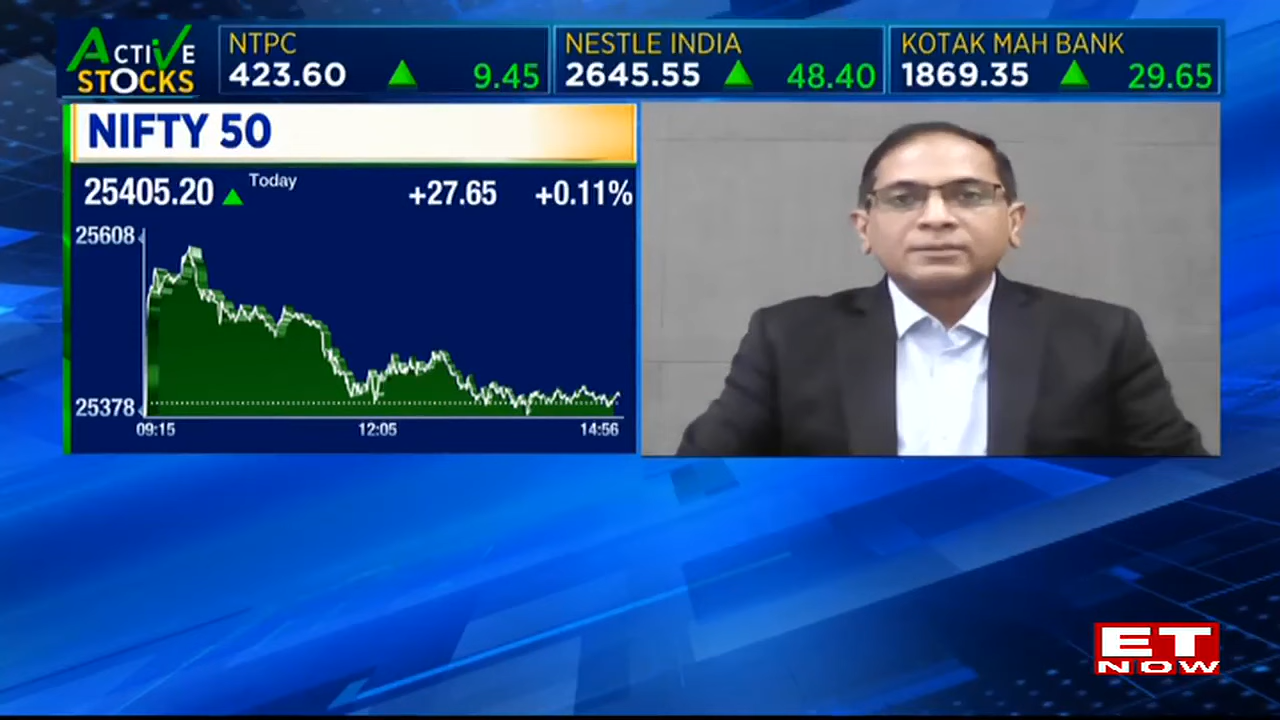 ACTIVE
STOCKS
NTPC
423.60 ▲ 9.45
NESTLE INDIA
2645.55 ▲ 48.40
KOTAK MAH BANK
1869.35 ▲ 29.65
NIFTY 50
25405.20 ▲ Today +27.65 +0.11%
25608
25378
09:15 12:05 14:56
ET
NOW